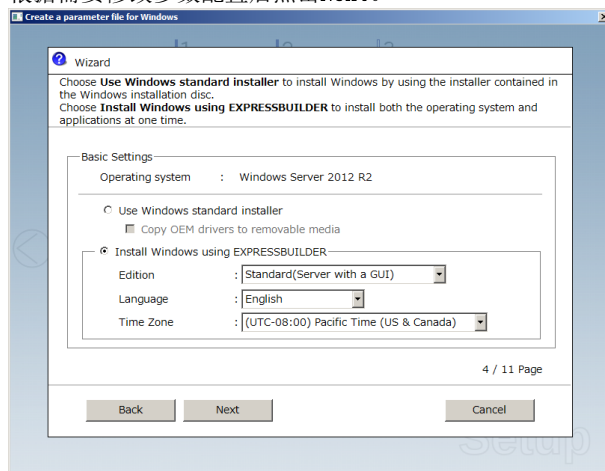 Create a parameter file for Windows
Wizard
Choose Use Windows standard installer to install Windows by using the installer contained in
the Windows installation disc.
Choose Install Windows using EXPRESSBUILDER to install both the operating system and
applications at one time.
Basic Settings
Operating system : Windows Server 2012 R2
Use Windows standard installer
Copy OEM drivers to removable media
Install Windows using EXPRESSBUILDER
Edition : Standard(Server with a GUI)
Language : English
Time Zone : (UTC-08:00) Pacific Time (US & Canada)
4 / 11 Page
Back Next Cancel
Setup